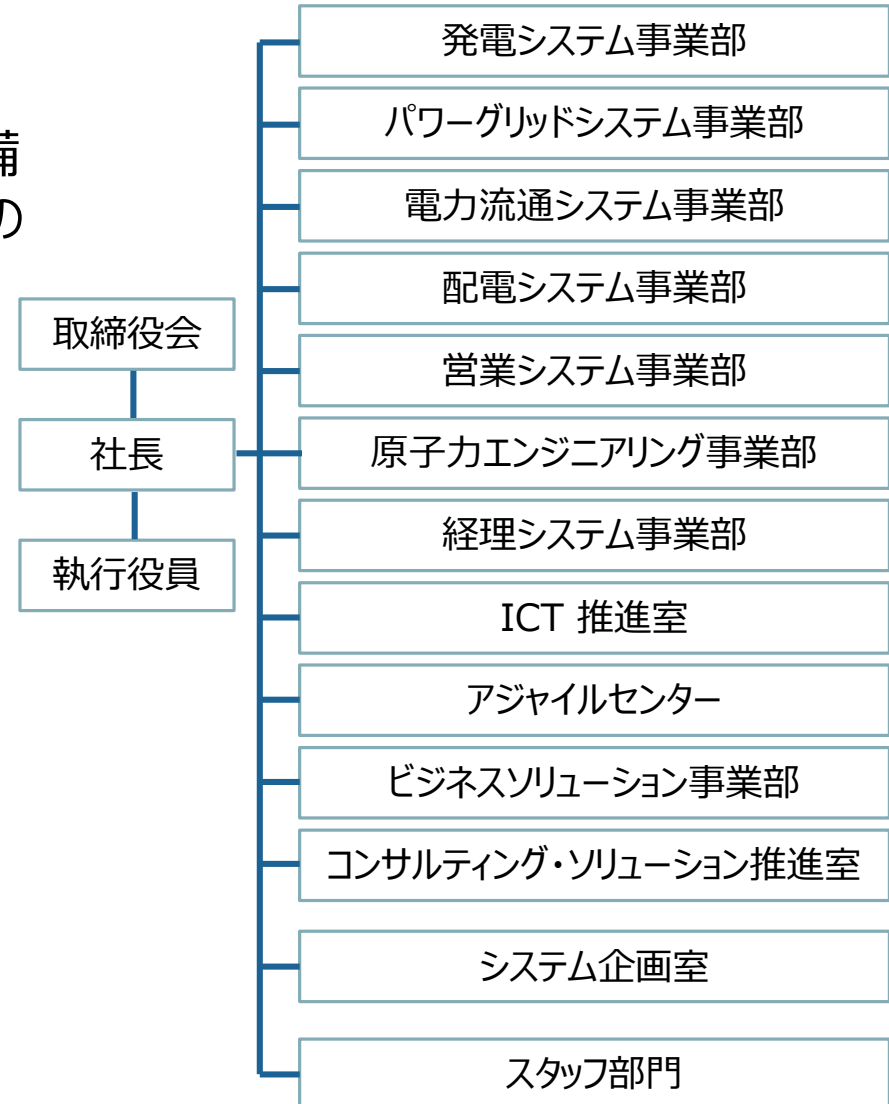 備
の
取締役会
社長
執行役員
発電システム事業部
パワーグリッドシステム事業部
電力流通システム事業部
配電システム事業部
営業システム事業部
原子力エンジニアリング事業部
経理システム事業部
ICT 推進室
アジャイルセンター
ビジネスソリューション事業部
コンサルティング・ソリューション推進室
システム企画室
スタッフ部門